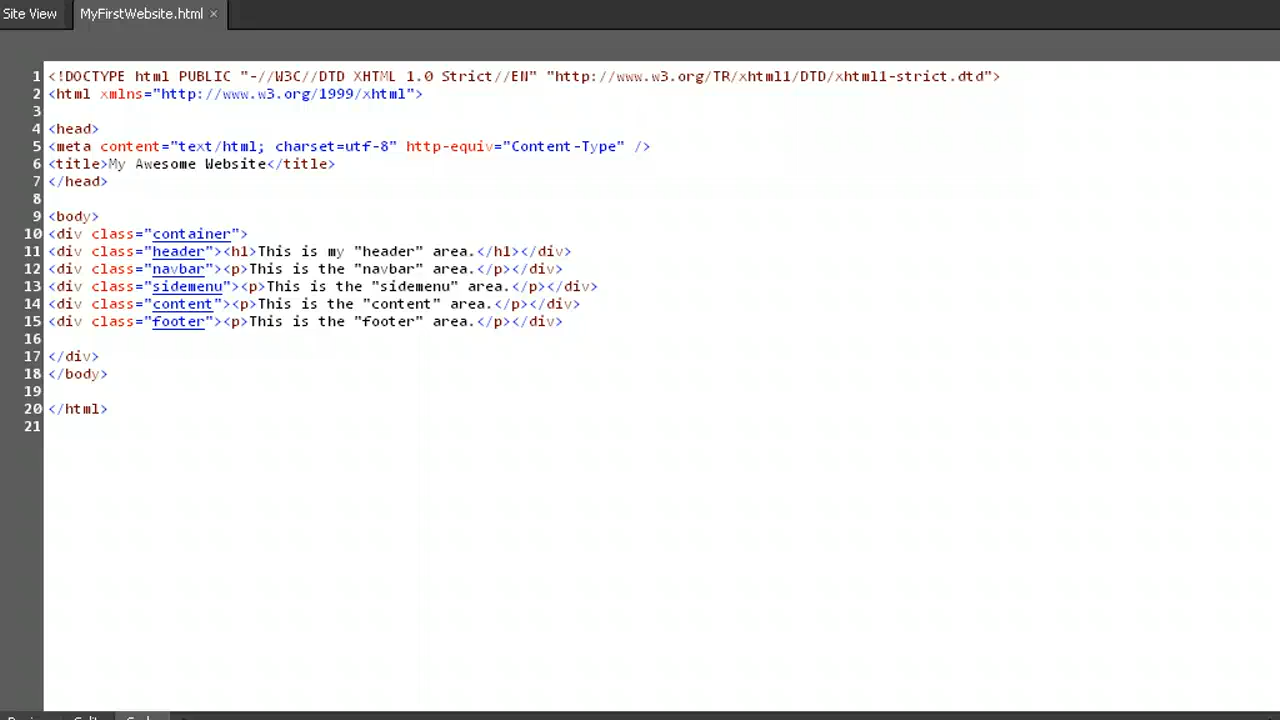 Site View MyFirstWebsite.html ×
1 <!DOCTYPE html PUBLIC "-//W3C//DTD XHTML 1.0 Strict//EN" "http://www.w3.org/TR/xhtml1/DTD/xhtml1-strict.dtd">
2 <html xmlns="http://www.w3.org/1999/xhtml">
3
4 <head>
5 <meta content="text/html; charset=utf-8" http-equiv="Content-Type" />
6 <title>My Awesome Website</title>
7 </head>
8
9 <body>
10 <div class="container">
11 <div class="header"><h1>This is my "header" area.</h1></div>
12 <div class="navbar"><p>This is the "navbar" area.</p></div>
13 <div class="sidemenu"><p>This is the "sidemenu" area.</p></div>
14 <div class="content"><p>This is the "content" area.</p></div>
15 <div class="footer"><p>This is the "footer" area.</p></div>
16
17 </div>
18 </body>
19
20 </html>
21